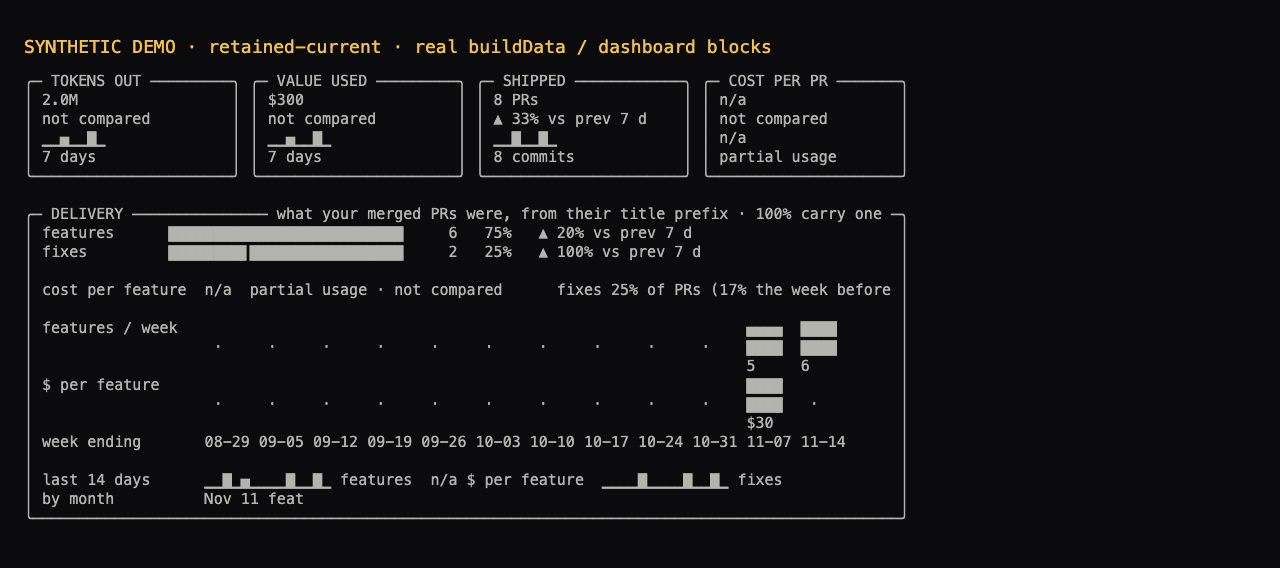 SYNTHETIC DEMO · retained-current · real buildData / dashboard blocks
TOKENS OUT
2.0M
not compared
7 days
VALUE USED
$300
not compared
7 days
SHIPPED
8 PRs
▲ 33% vs prev 7 d
8 commits
COST PER PR
n/a
not compared
n/a
partial usage
DELIVERY what your merged PRs were, from their title prefix · 100% carry one
features 6 75% ▲ 20% vs prev 7 d
fixes 2 25% ▲ 100% vs prev 7 d
cost per feature n/a partial usage · not compared fixes 25% of PRs (17% the week before
features / week
5 6
$ per feature
$30
week ending 08-29 09-05 09-12 09-19 09-26 10-03 10-10 10-17 10-24 10-31 11-07 11-14
last 14 days features n/a $ per feature fixes
by month Nov 11 feat